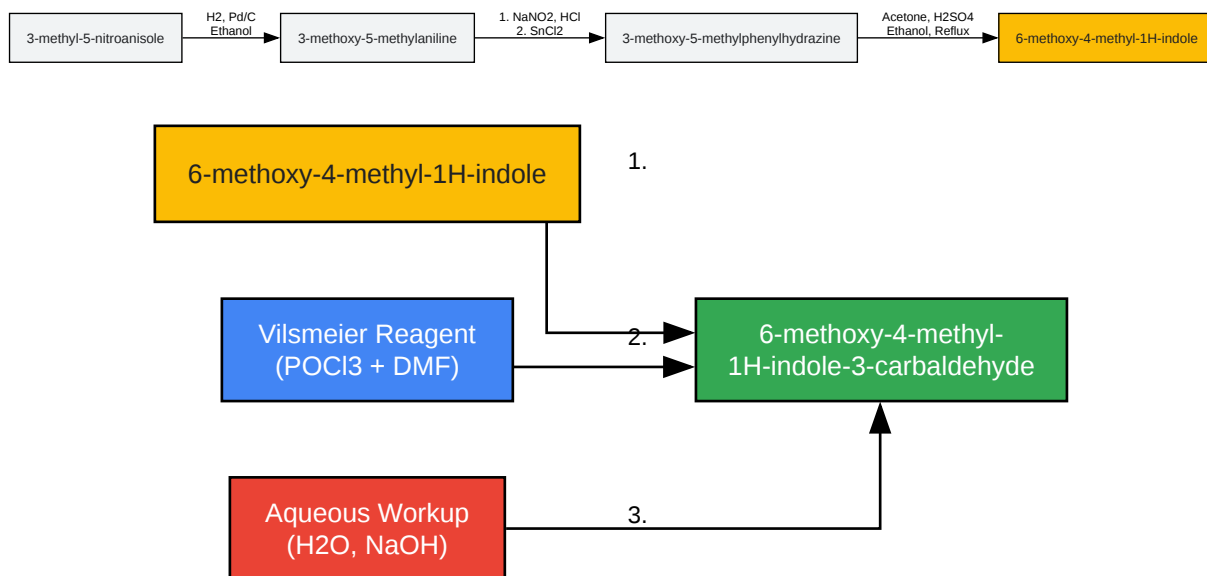 3-methyl-5-nitroanisole
H2, Pd/C
Ethanol
3-methoxy-5-methylaniline
1. NaNO2, HCl
2. SnCl2
3-methoxy-5-methylphenylhydrazine
Acetone, H2SO4
Ethanol, Reflux
6-methoxy-4-methyl-1H-indole
6-methoxy-4-methyl-1H-indole
1.
Vilsmeier Reagent
(POCl3 + DMF)
2.
6-methoxy-4-methyl-
1H-indole-3-carbaldehyde
Aqueous Workup
(H2O, NaOH)
3.